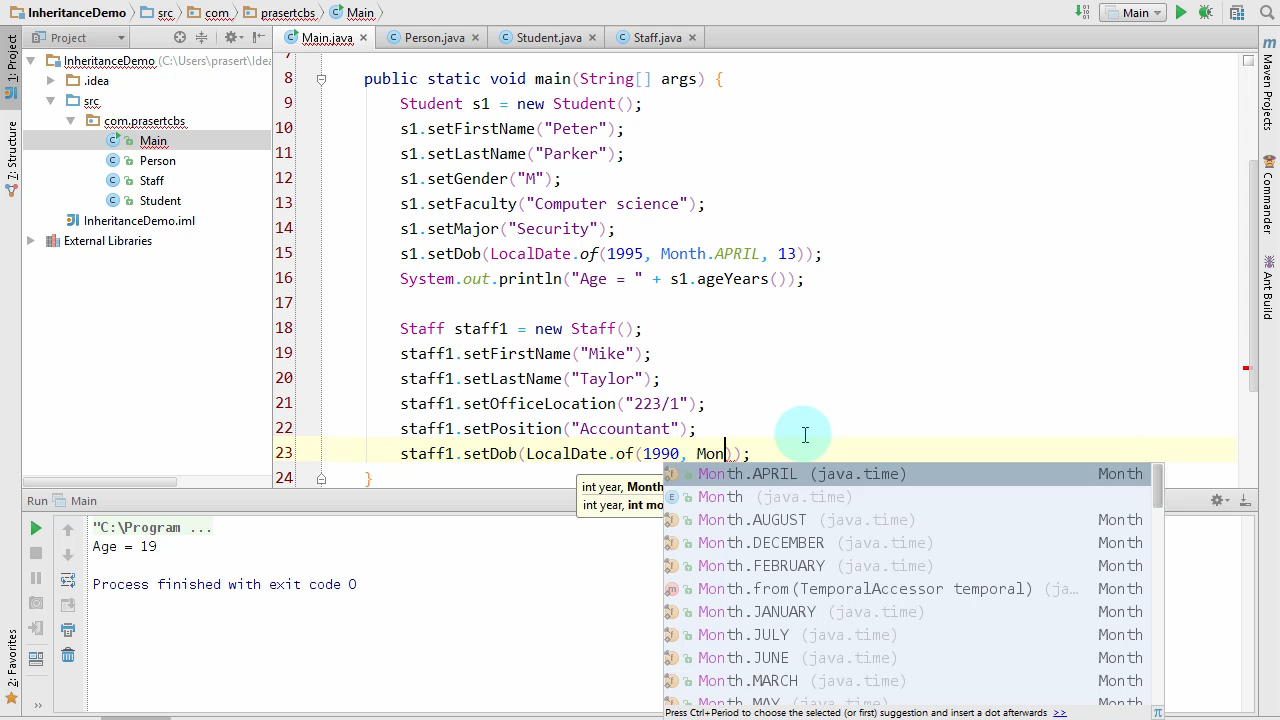 InheritanceDemo src com prasertcbs Main
Main
Project
Main.java Person.java Student.java Staff.java
1: Project
7: Structure
2: Favorites
InheritanceDemo (C:\Users\prasert\Idea
.idea
src
com.prasertcbs
Main
Person
Staff
Student
InheritanceDemo.iml
External Libraries
7
8 public static void main(String[] args) {
9 Student s1 = new Student();
10 s1.setFirstName("Peter");
11 s1.setLastName("Parker");
12 s1.setGender("M");
13 s1.setFaculty("Computer science");
14 s1.setMajor("Security");
15 s1.setDob(LocalDate.of(1995, Month.APRIL, 13));
16 System.out.println("Age = " + s1.ageYears());
17
18 Staff staff1 = new Staff();
19 staff1.setFirstName("Mike");
20 staff1.setLastName("Taylor");
21 staff1.setOfficeLocation("223/1");
22 staff1.setPosition("Accountant");
23 staff1.setDob(LocalDate.of(1990, Mon));
24 }
int year, Month
int year, int mo
Month.APRIL (java.time) Month
Month (java.time)
Month.AUGUST (java.time) Month
Month.DECEMBER (java.time) Month
Month.FEBRUARY (java.time) Month
Month.from(TemporalAccessor temporal) (ja… Month
Month.JANUARY (java.time) Month
Month.JULY (java.time) Month
Month.JUNE (java.time) Month
Month.MARCH (java.time) Month
Month.MAY (java.time) Month
Press Ctrl+Period to choose the selected (or first) suggestion and insert a dot afterwards >>
π
Run Main
"C:\Program ...
Age = 19
Process finished with exit code 0
Maven Projects
Commander
Ant Build